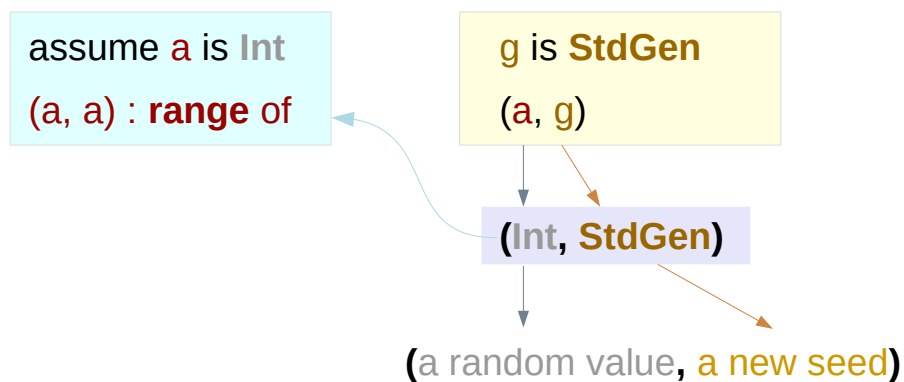 assume a is Int
(a, a) : range of
g is StdGen
(a, g)
(Int, StdGen)
(a random value, a new seed)